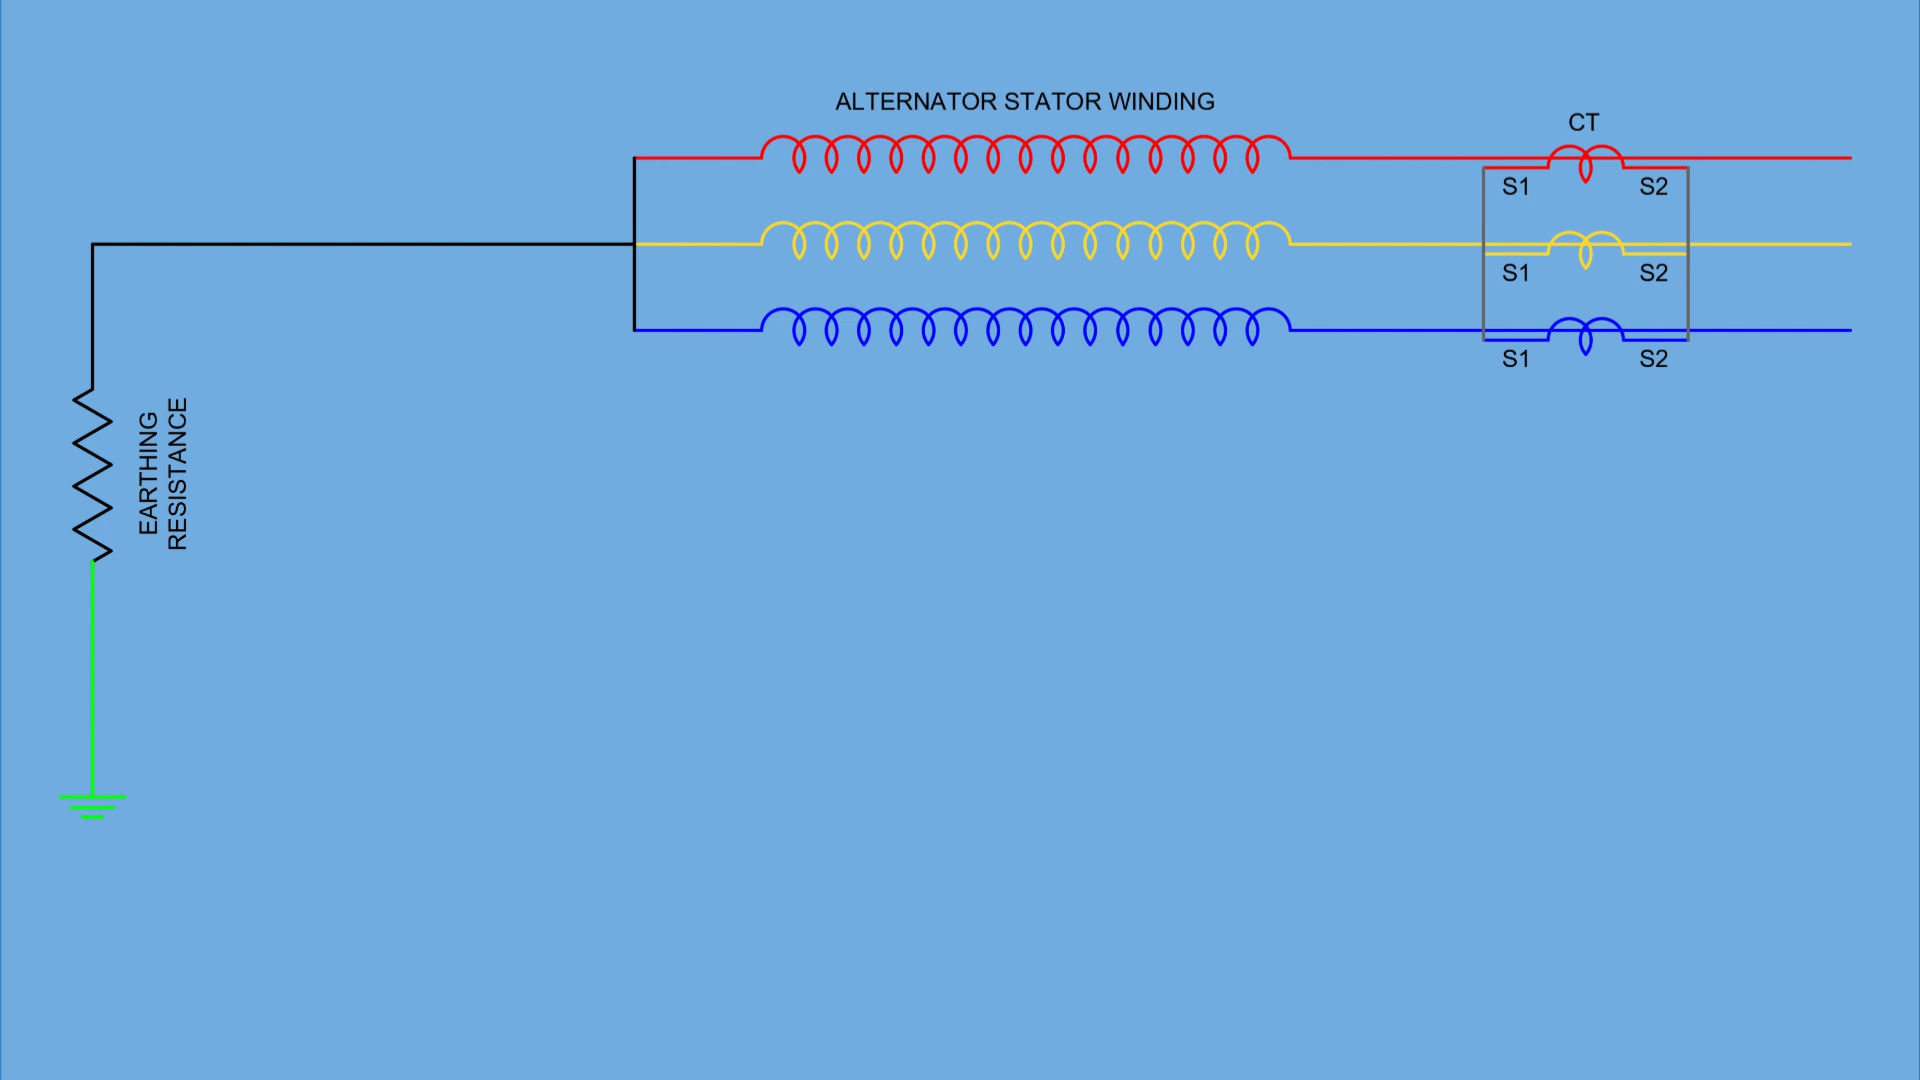 ALTERNATOR STATOR WINDING
CT
S1
S2
S1
S2
S1
S2
EARTHING
RESISTANCE